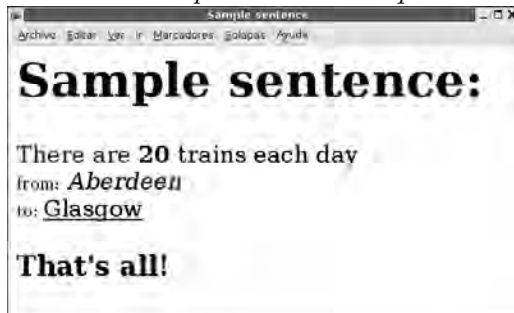 Sample sentence
Archivo Editar Ver Ir Marcadores Solapas Ayuda
Sample sentence:
There are 20 trains each day
from: Aberdeen
to: Glasgow
That's all!